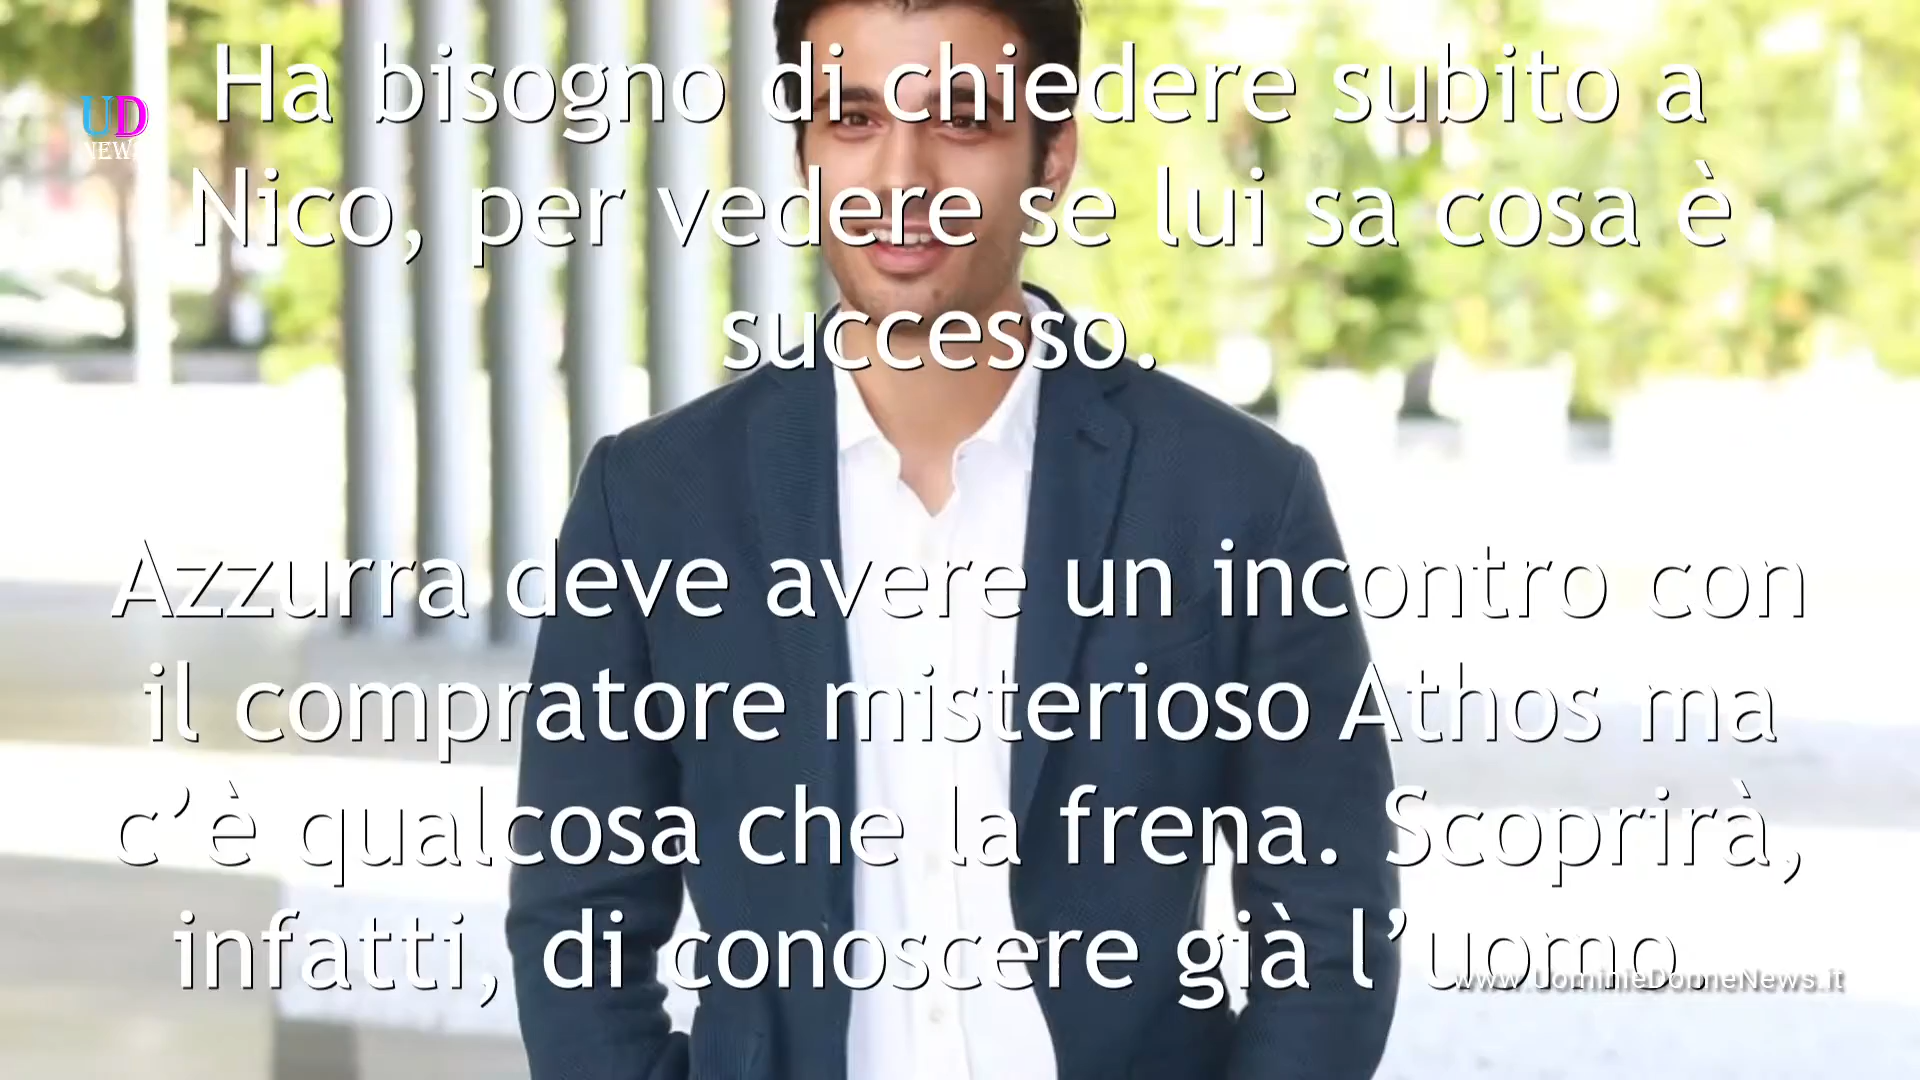 UD
NEWS
Ha bisogno di chiedere subito a
Nico, per vedere se lui sa cosa è
successo.
Azzurra deve avere un incontro con
il compratore misterioso Athos ma
c’è qualcosa che la frena. Scoprirà,
infatti, di conoscere già l’uomo.
www.UominieDonneNews.it